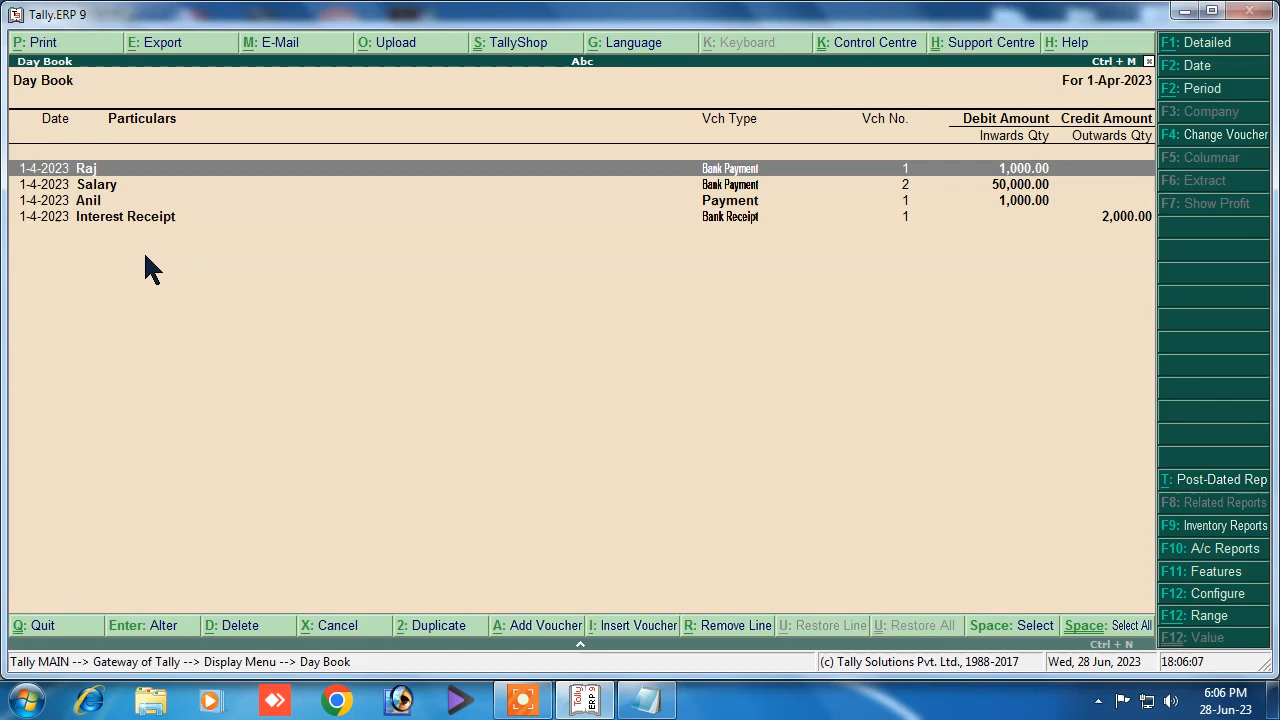 Tally.ERP 9
P: Print E: Export M: E-Mail O: Upload S: TallyShop G: Language K: Keyboard K: Control Centre H: Support Centre H: Help
Day Book Abc Ctrl + M
Day Book For 1-Apr-2023
Date Particulars Vch Type Vch No. Debit Amount Credit Amount
Inwards Qty Outwards Qty
1-4-2023 Raj Bank Payment 1 1,000.00
1-4-2023 Salary Bank Payment 2 50,000.00
1-4-2023 Anil Payment 1 1,000.00
1-4-2023 Interest Receipt Bank Receipt 1 2,000.00
F1: Detailed
F2: Date
F2: Period
F3: Company
F4: Change Voucher
F5: Columnar
F6: Extract
F7: Show Profit
T: Post-Dated Rep
F8: Related Reports
F9: Inventory Reports
F10: A/c Reports
F11: Features
F12: Configure
F12: Range
F12: Value
Q: Quit Enter: Alter D: Delete X: Cancel 2: Duplicate A: Add Voucher I: Insert Voucher R: Remove Line U: Restore Line U: Restore All Space: Select Space: Select All
Ctrl + N
Tally MAIN --> Gateway of Tally --> Display Menu --> Day Book (c) Tally Solutions Pvt. Ltd., 1988-2017 Wed, 28 Jun, 2023 18:06:07
6:06 PM
28-Jun-23